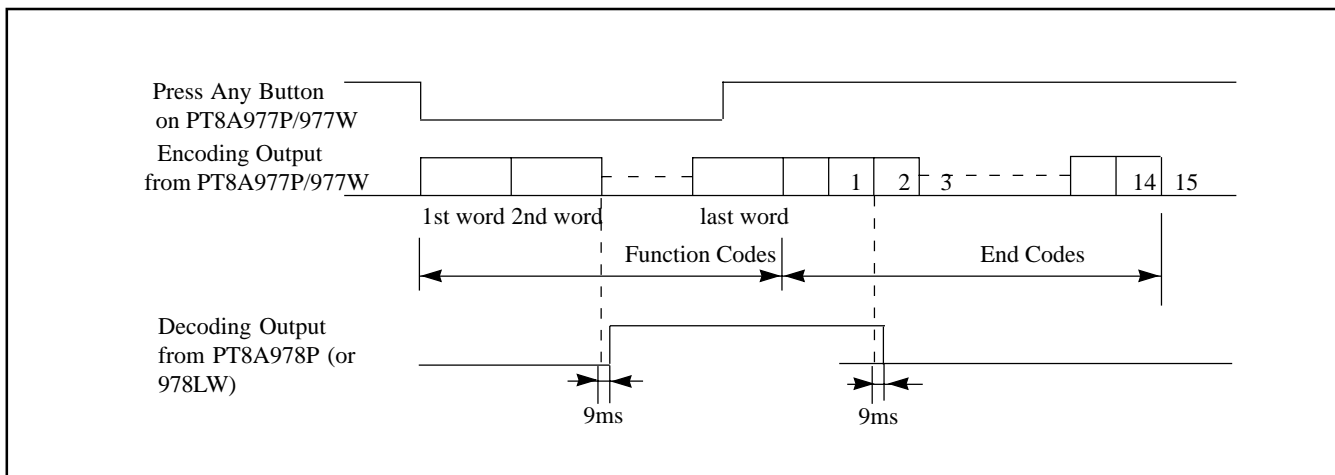 Press Any Button
on PT8A977P/977W
Encoding Output
from PT8A977P/977W
1 2 3 14 15
1st word 2nd word last word
Function Codes End Codes
Decoding Output
from PT8A978P (or
978LW)
9ms 9ms